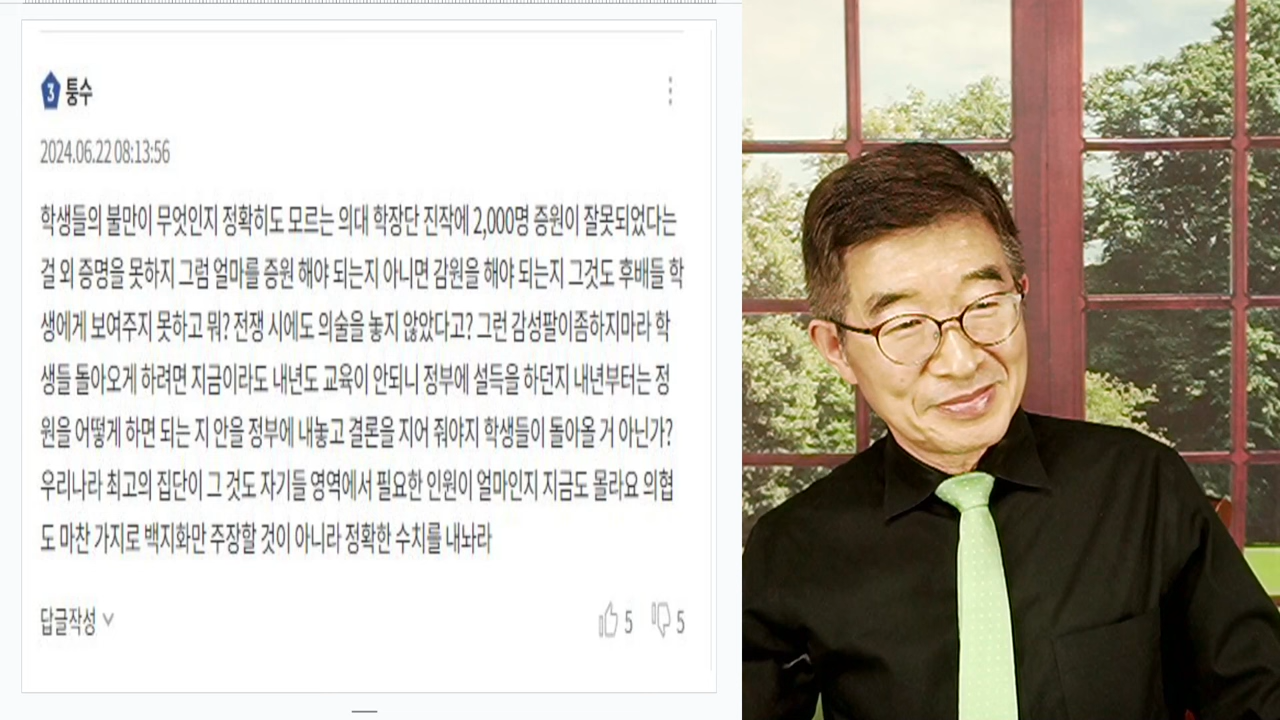 3 퉁수
2024.06.22 08:13:56
학생들의 불만이 무엇인지 정확히도 모르는 의대 학장단 진작에 2,000명 증원이 잘못되었다는
걸 외 증명을 못하지 그럼 얼마를 증원 해야 되는지 아니면 감원을 해야 되는지 그것도 후배들 학
생에게 보여주지 못하고 뭐? 전쟁 시에도 의술을 놓지 않았다고? 그런 감성팔이좀하지마라 학
생들 돌아오게 하려면 지금이라도 내년도 교육이 안되니 정부에 설득을 하던지 내년부터는 정
원을 어떻게 하면 되는 지 안을 정부에 내놓고 결론을 지어 줘야지 학생들이 돌아올 거 아닌가?
우리나라 최고의 집단이 그 것도 자기들 영역에서 필요한 인원이 얼마인지 지금도 몰라요 의협
도 마찬 가지로 백지화만 주장할 것이 아니라 정확한 수치를 내놔라
답글작성
5 5